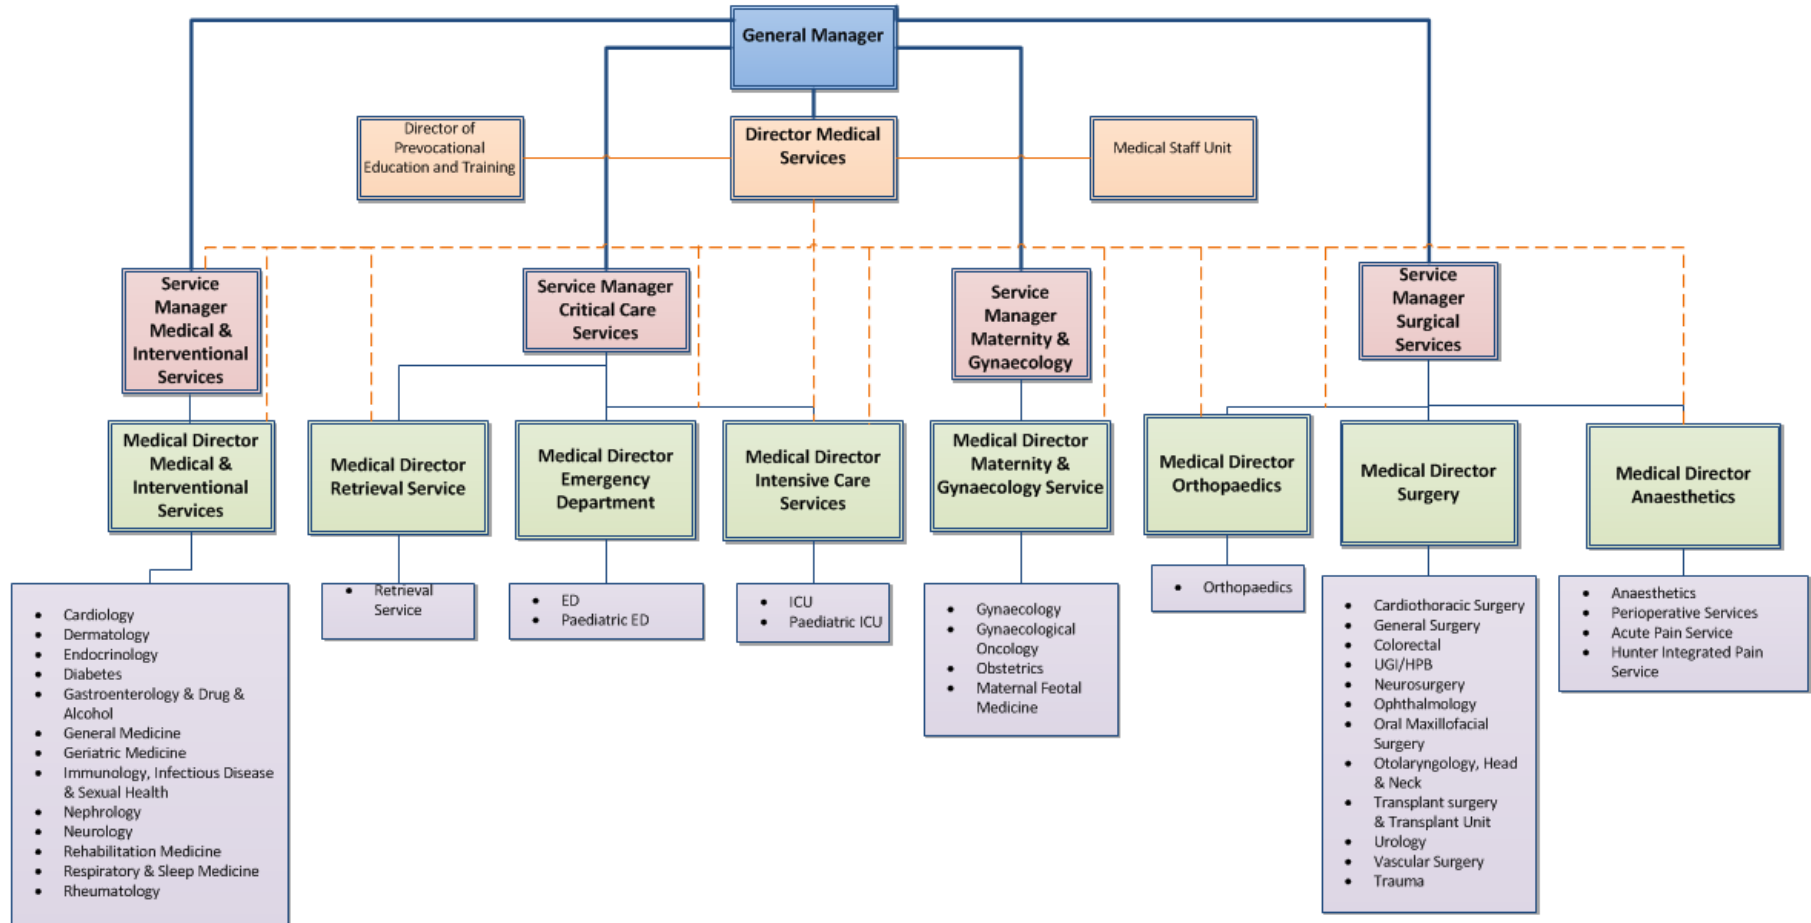 General Manager
Director of
Prevocational
Education and Training
Director Medical
Services
Medical Staff Unit
Service
Manager
Medical &
Interventional
Services
Service Manager
Critical Care
Services
Service
Manager
Maternity &
Gynaecology
Service
Manager
Surgical
Services
Medical Director
Medical &
Interventional
Services
Medical Director
Retrieval Service
Medical Director
Emergency
Department
Medical Director
Intensive Care
Services
Medical Director
Maternity &
Gynaecology Service
Medical Director
Orthopaedics
Medical Director
Surgery
Medical Director
Anaesthetics
• Cardiology
• Dermatology
• Endocrinology
• Diabetes
• Gastroenterology & Drug &
Alcohol
• General Medicine
• Geriatric Medicine
• Immunology, Infectious Disease
& Sexual Health
• Nephrology
• Neurology
• Rehabilitation Medicine
• Respiratory & Sleep Medicine
• Rheumatology
• Retrieval
Service
• ED
• Paediatric ED
• ICU
• Paediatric ICU
• Gynaecology
• Gynaecological
Oncology
• Obstetrics
• Maternal Feotal
Medicine
• Orthopaedics
• Cardiothoracic Surgery
• General Surgery
• Colorectal
• UGI/HPB
• Neurosurgery
• Ophthalmology
• Oral Maxillofacial
Surgery
• Otolaryngology, Head
& Neck
• Transplant surgery
& Transplant Unit
• Urology
• Vascular Surgery
• Trauma
• Anaesthetics
• Perioperative Services
• Acute Pain Service
• Hunter Integrated Pain
Service